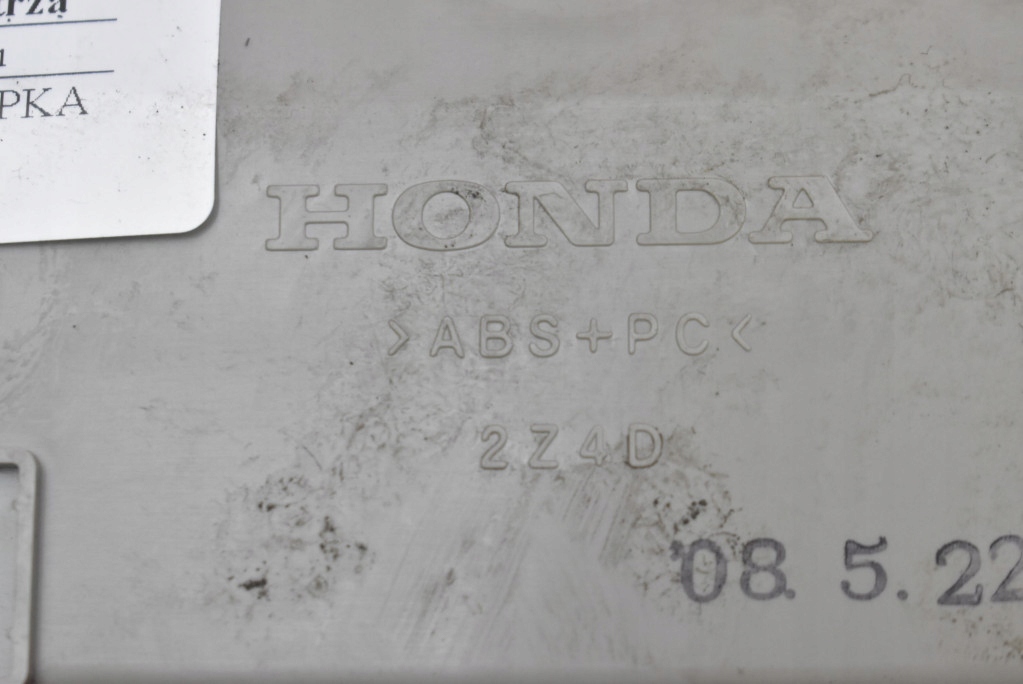 PKA
HONDA
>ABS+PC<
2Z4D
'08. 5. 22